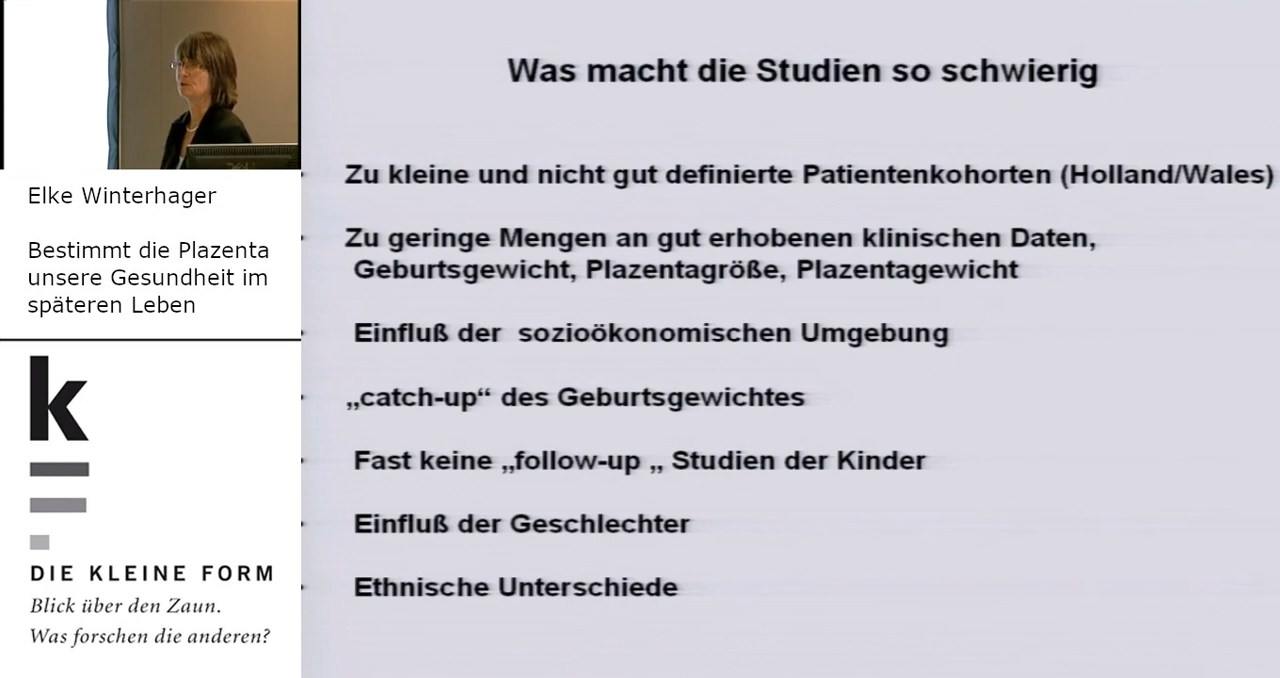 Elke Winterhager
Bestimmt die Plazenta
unsere Gesundheit im
späteren Leben
k
DIE KLEINE FORM
Blick über den Zaun.
Was forschen die anderen?
Was macht die Studien so schwierig
Zu kleine und nicht gut definierte Patientenkohorten (Holland/Wales)
Zu geringe Mengen an gut erhobenen klinischen Daten,
Geburtsgewicht, Plazentagröße, Plazentagewicht
Einfluß der sozioökonomischen Umgebung
„catch-up“ des Geburtsgewichtes
Fast keine „follow-up „ Studien der Kinder
Einfluß der Geschlechter
Ethnische Unterschiede